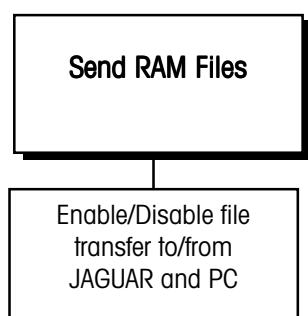 Send RAM Files
Enable/Disable file
transfer to/from
JAGUAR and PC